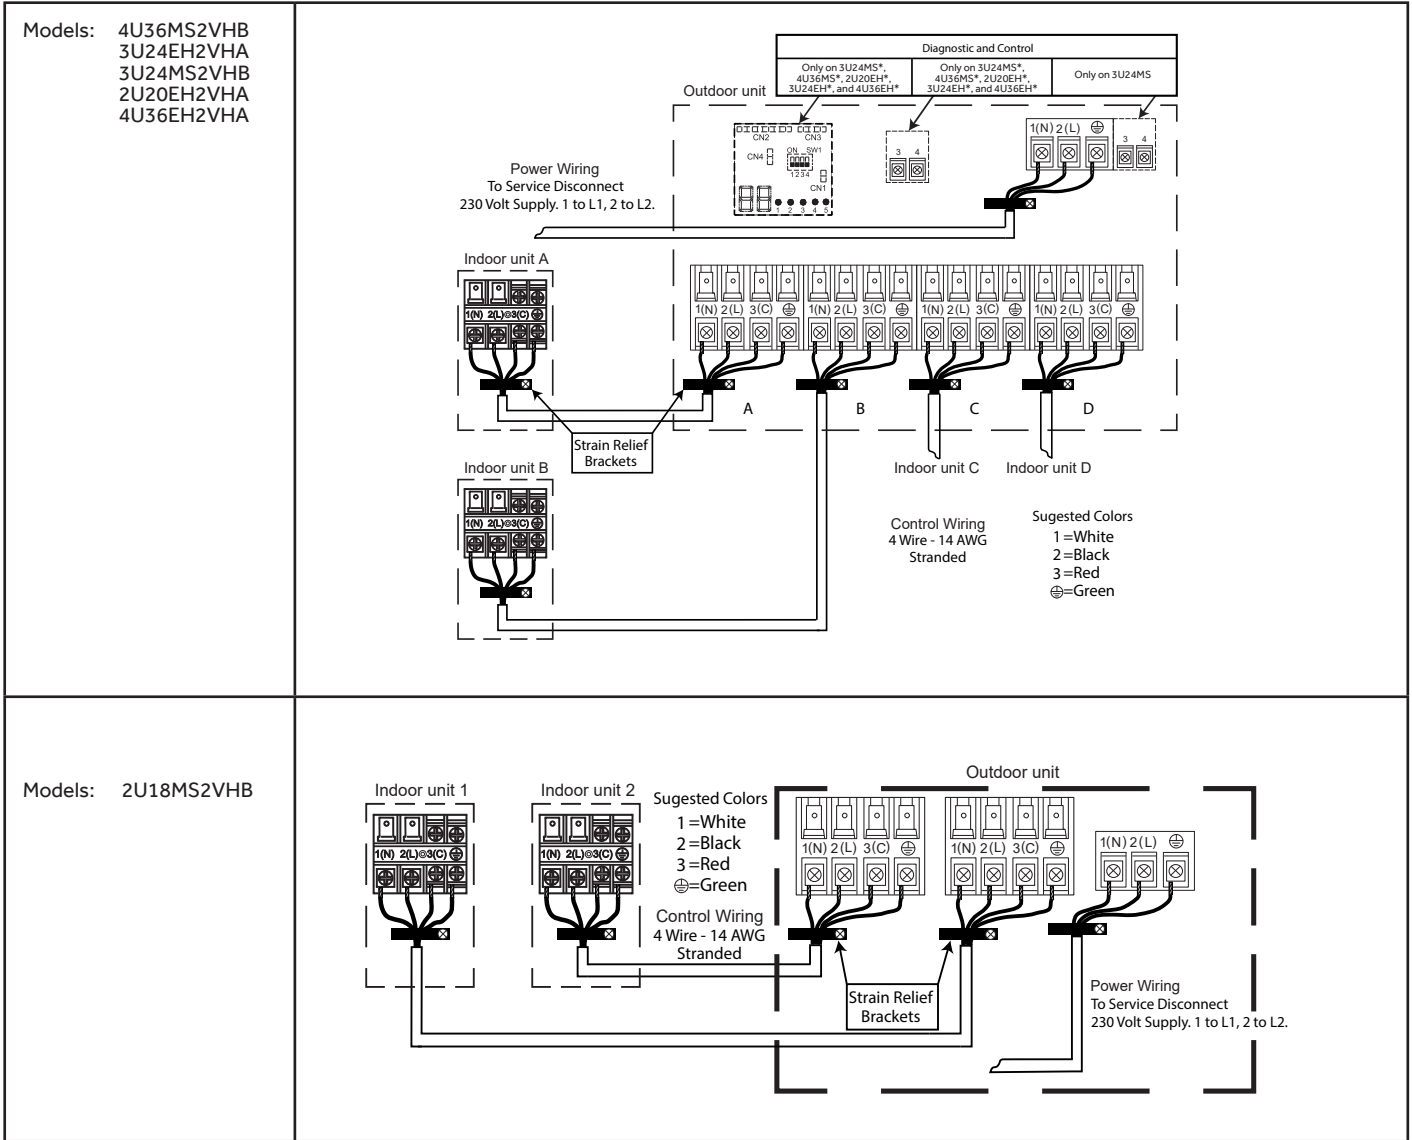 Models: 4U36MS2VHB
3U24EH2VHA
3U24MS2VHB
2U20EH2VHA
4U36EH2VHA
Diagnostic and Control
Only on 3U24MS*,
4U36MS*, 2U20EH*,
3U24EH*, and 4U36EH*
Only on 3U24MS*,
4U36MS*, 2U20EH*,
3U24EH*, and 4U36EH*
Only on 3U24MS
Outdoor unit
CN2 CN3
CN4
ON SW1
1 2 3 4
CN1
1 2 3 4 5
3 4
1(N) 2(L)
3 4
Power Wiring
To Service Disconnect
230 Volt Supply. 1 to L1, 2 to L2.
Indoor unit A
1(N) 2(L) 3(C)
1(N) 2(L) 3(C) 1(N) 2(L) 3(C) 1(N) 2(L) 3(C) 1(N) 2(L) 3(C)
A B C D
Strain Relief
Brackets
Indoor unit B
1(N) 2(L) 3(C)
Indoor unit C Indoor unit D
Control Wiring
4 Wire - 14 AWG
Stranded
Sugested Colors
1=White
2=Black
3=Red
⏚=Green
Models: 2U18MS2VHB
Indoor unit 1
1(N) 2(L) 3(C)
Indoor unit 2
1(N) 2(L) 3(C)
Sugested Colors
1=White
2=Black
3=Red
⏚=Green
Control Wiring
4 Wire - 14 AWG
Stranded
Outdoor unit
1(N) 2(L) 3(C) 1(N) 2(L) 3(C) 1(N) 2(L)
Strain Relief
Brackets
Power Wiring
To Service Disconnect
230 Volt Supply. 1 to L1, 2 to L2.